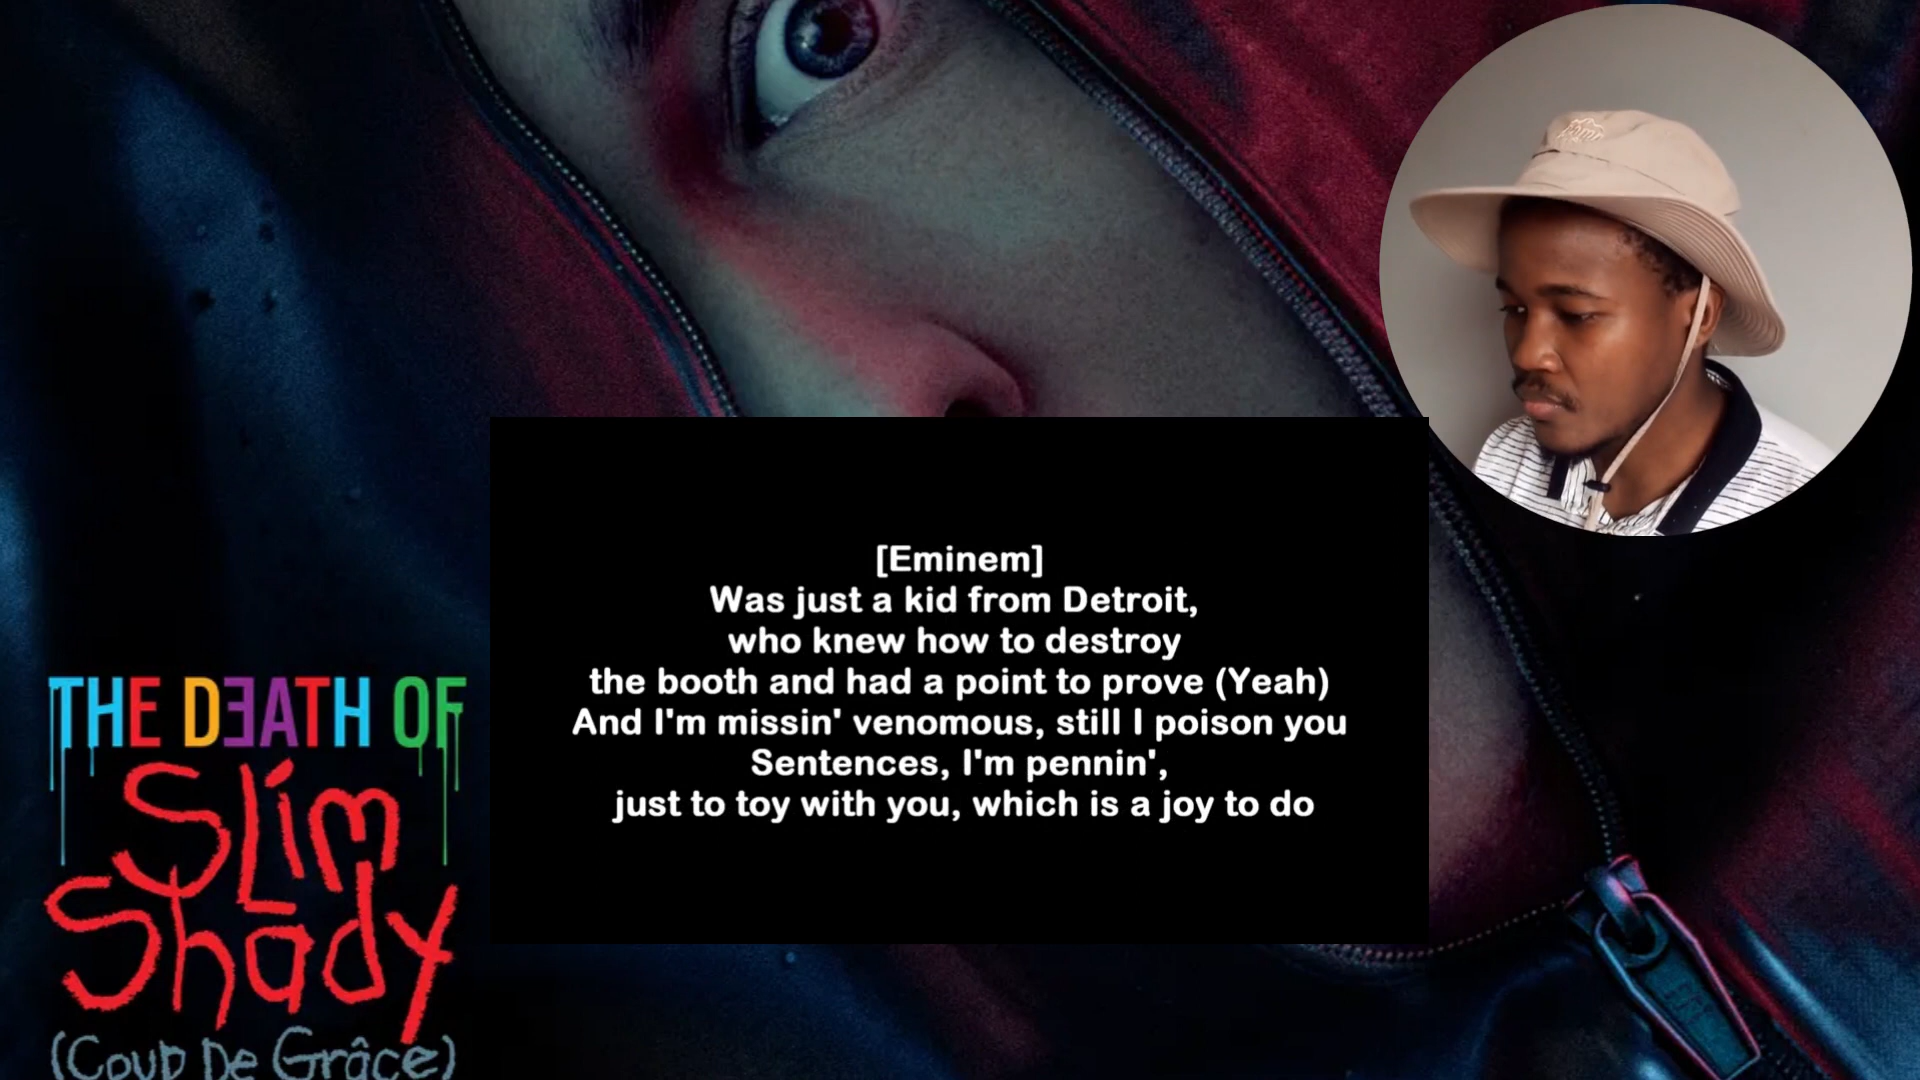 THE DEATH OF
Slim
Shady
(Coup De Grâce)
[Eminem]
Was just a kid from Detroit,
who knew how to destroy
the booth and had a point to prove (Yeah)
And I'm missin' venomous, still I poison you
Sentences, I'm pennin',
just to toy with you, which is a joy to do